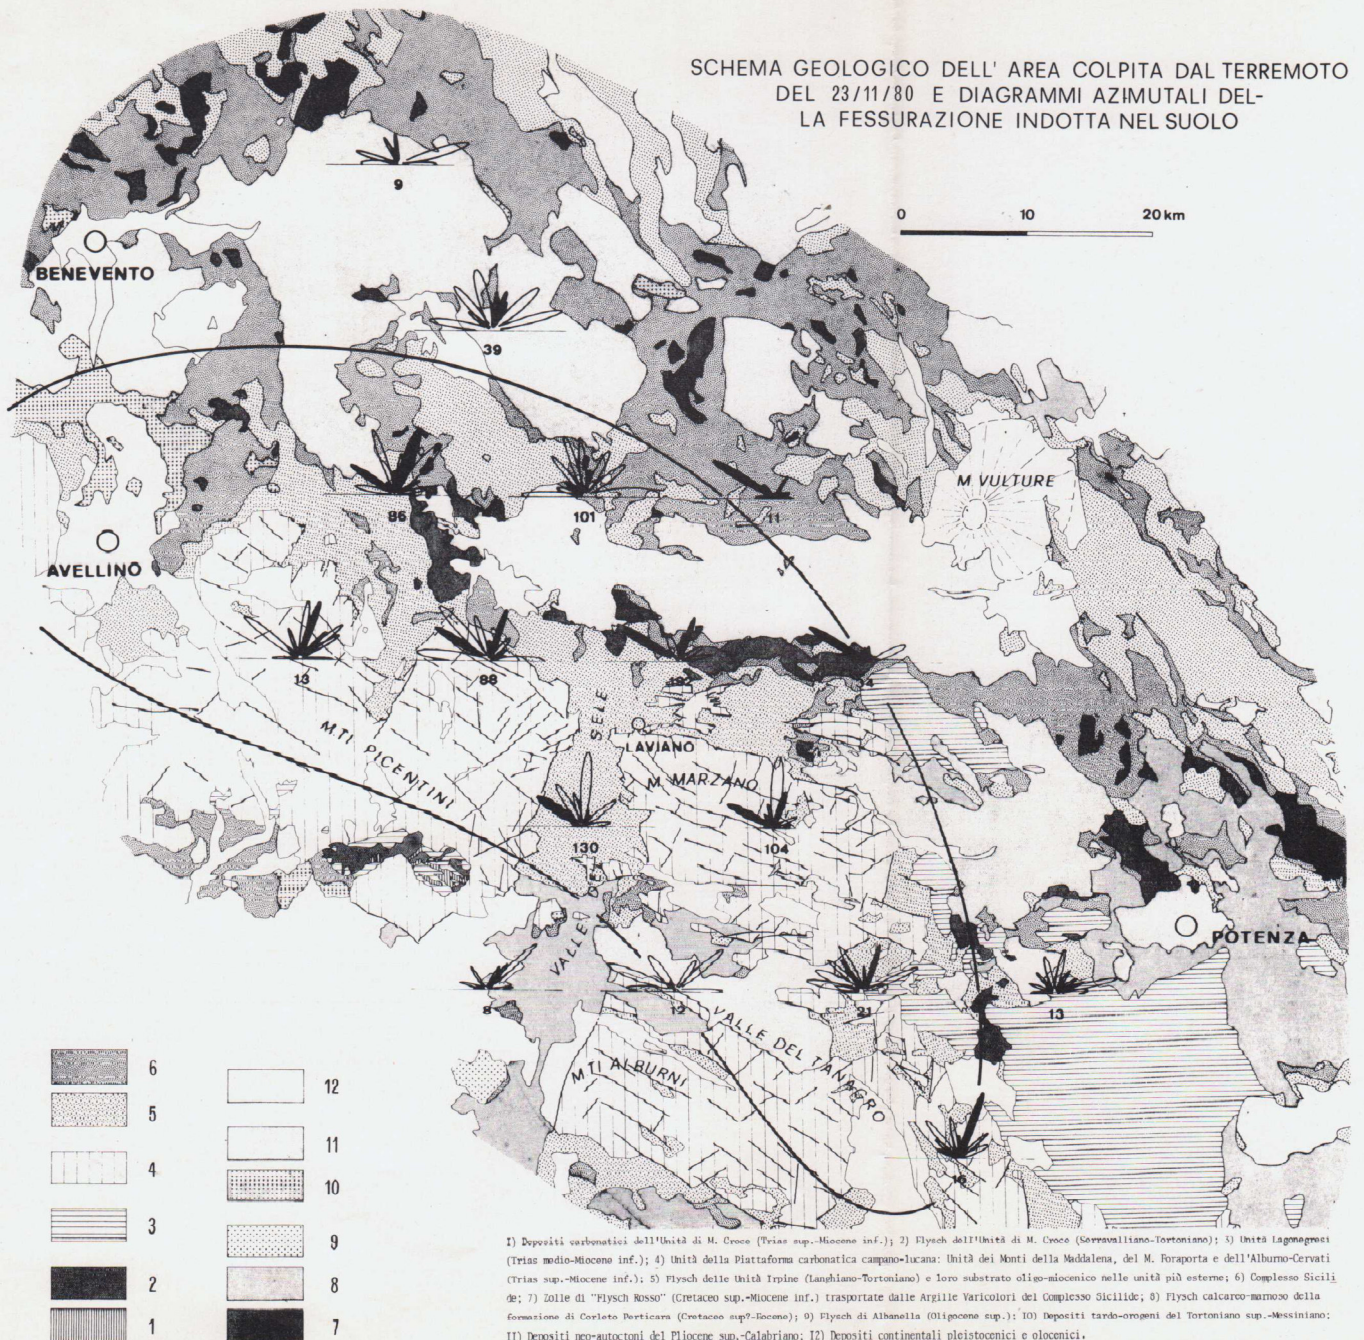 SCHEMA GEOLOGICO DELL' AREA COLPITA DAL TERREMOTO
DEL 23/11/80 E DIAGRAMMI AZIMUTALI DEL-
LA FESSURAZIONE INDOTTA NEL SUOLO
0 10 20 km
9
BENEVENTO
39
M. VULTURE
86 101 11
AVELLINO
13 88 192 14
SELE
LAVIANO
M.TI PICENTINI
M. MARZANO
130 104
VALLE DEL
POTENZA
8 12 21 13
VALLE DEL TANAGRO
M.TI ALBURNI
16
6
5
4
3
2
1
12
11
10
9
8
7
I) Depositi carbonatici dell'Unità di M. Croce (Trias sup.-Miocene inf.); 2) Flysch dell'Unità di M. Croce (Serravalliano-Tortoniano); 3) Unità Lagonegresi
(Trias medio-Miocene inf.); 4) Unità della Piattaforma carbonatica campano-lucana: Unità dei Monti della Maddalena, del M. Foraporta e dell'Alburno-Cervati
(Trias sup.-Miocene inf.); 5) Flysch delle Unità Irpine (Langhiano-Tortoniano) e loro substrato oligo-miocenico nelle unità più esterne; 6) Complesso Sicili
de; 7) Zolle di "Flysch Rosso" (Cretaceo sup.-Miocene inf.) trasportate dalle Argille Varicolori del Complesso Sicilide; 8) Flysch calcareo-marnoso della
formazione di Corleto Perticara (Cretaceo sup?-Eocene); 9) Flysch di Albanella (Oligocene sup.); IO) Depositi tardo-orogeni del Tortoniano sup.-Messiniano;
II) Depositi neo-autoctoni del Pliocene sup.-Calabriano; I2) Depositi continentali pleistocenici e olocenici.